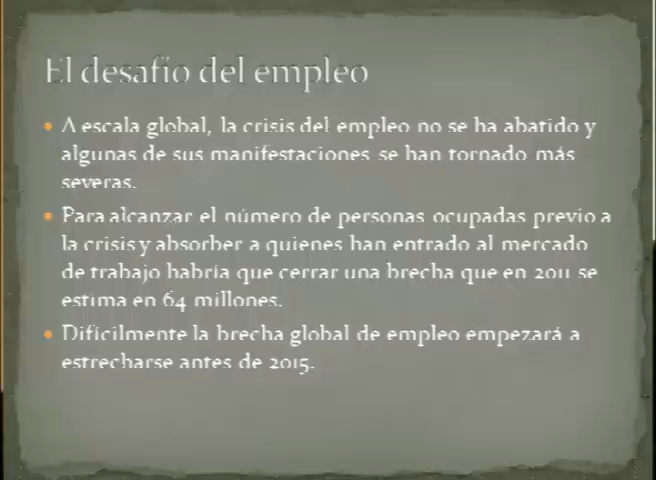 El desafío del empleo
A escala global, la crisis del empleo no se ha abatido y
algunas de sus manifestaciones se han tornado más
severas.
Para alcanzar el número de personas ocupadas previo a
la crisis y absorber a quienes han entrado al mercado
de trabajo habría que cerrar una brecha que en 2011 se
estima en 64 millones.
Difícilmente la brecha global de empleo empezará a
estrecharse antes de 2015.